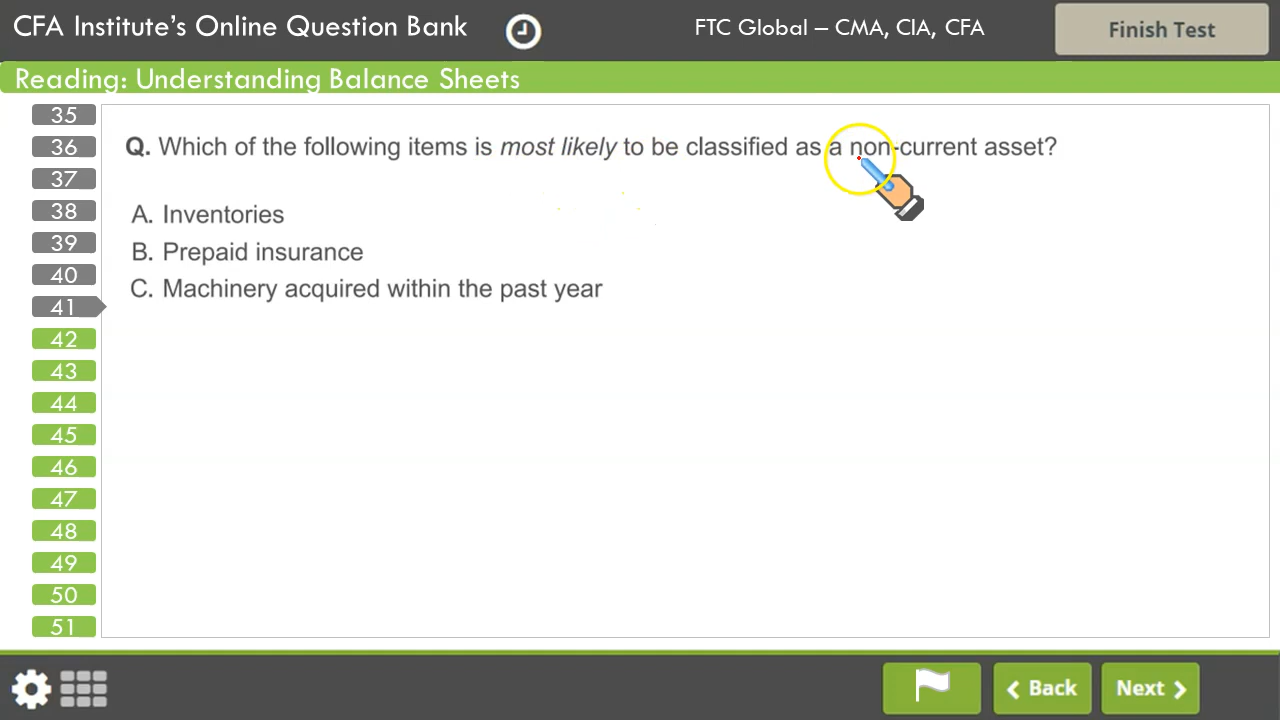 CFA Institute's Online Question Bank
FTC Global – CMA, CIA, CFA
Finish Test
Reading: Understanding Balance Sheets
35
36
37
38
39
40
41
42
43
44
45
46
47
48
49
50
51
Q. Which of the following items is most likely to be classified as a non-current asset?
A. Inventories
B. Prepaid insurance
C. Machinery acquired within the past year
Back
Next